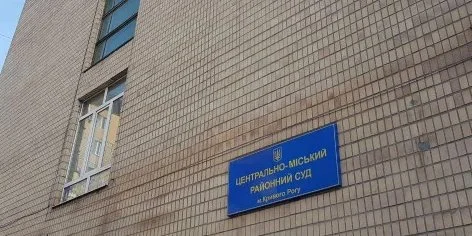 ЦЕНТРАЛЬНО-МІСЬКИЙ
РАЙОННИЙ СУД
м Кривого Рогу